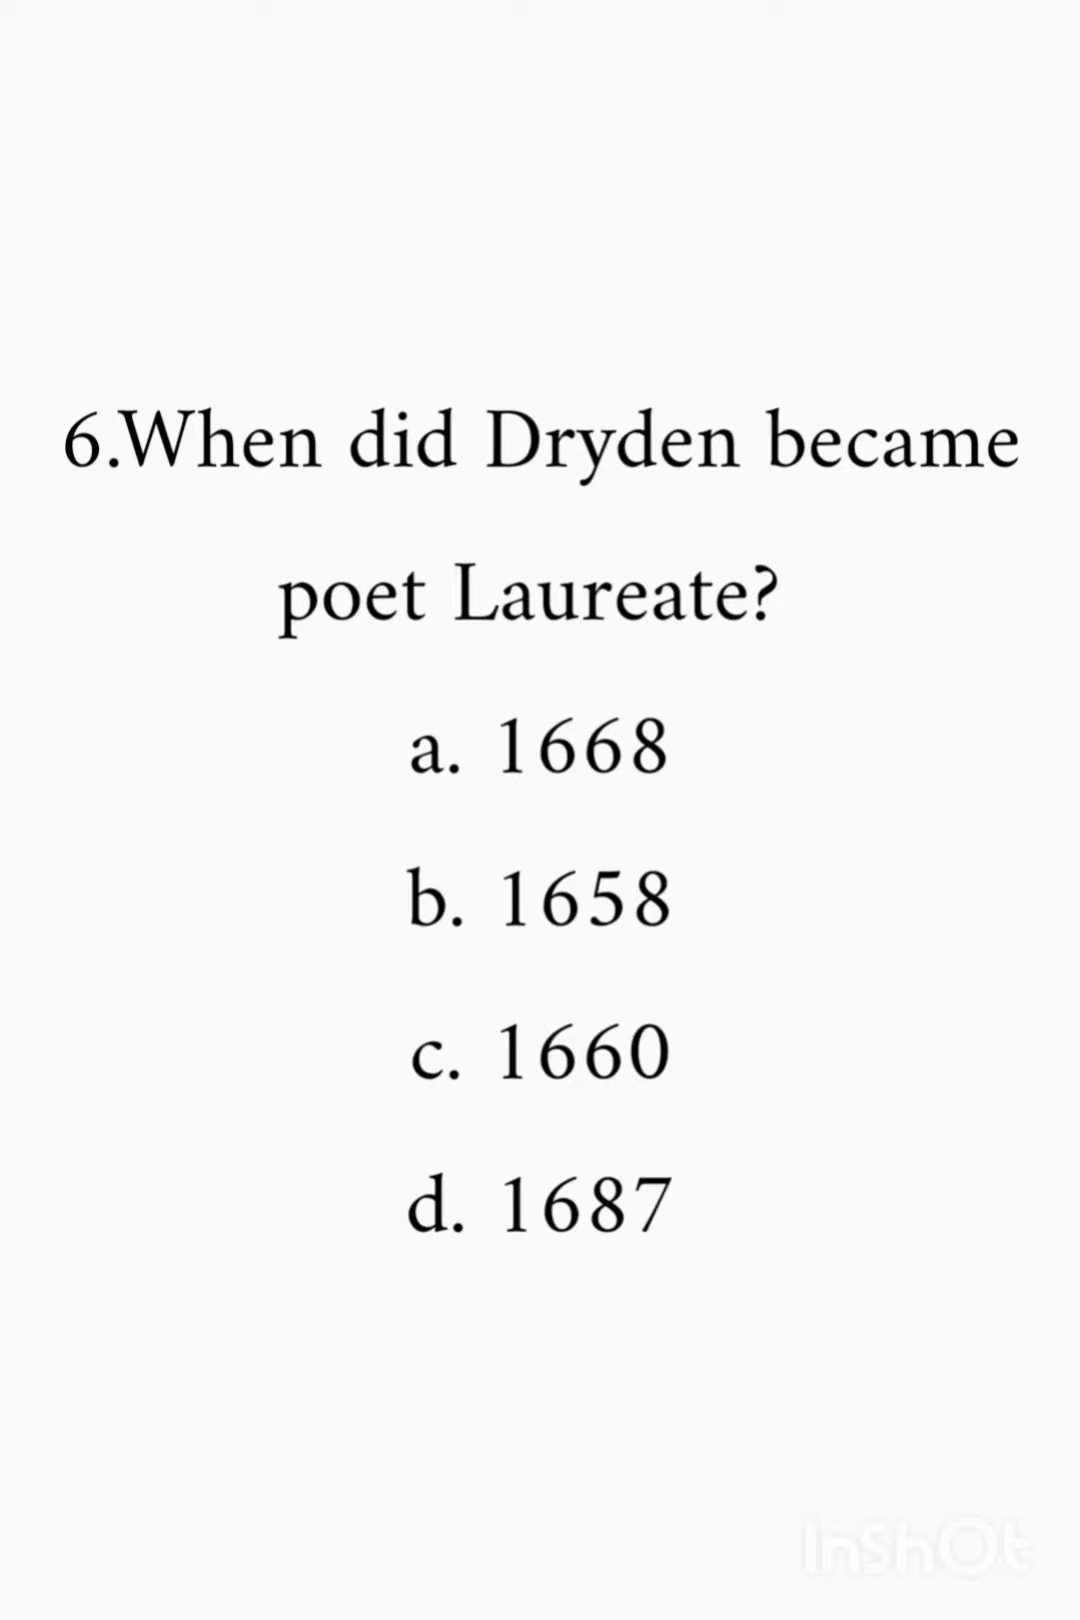 6.When did Dryden became
poet Laureate?
a. 1668
b. 1658
c. 1660
d. 1687
InShOt